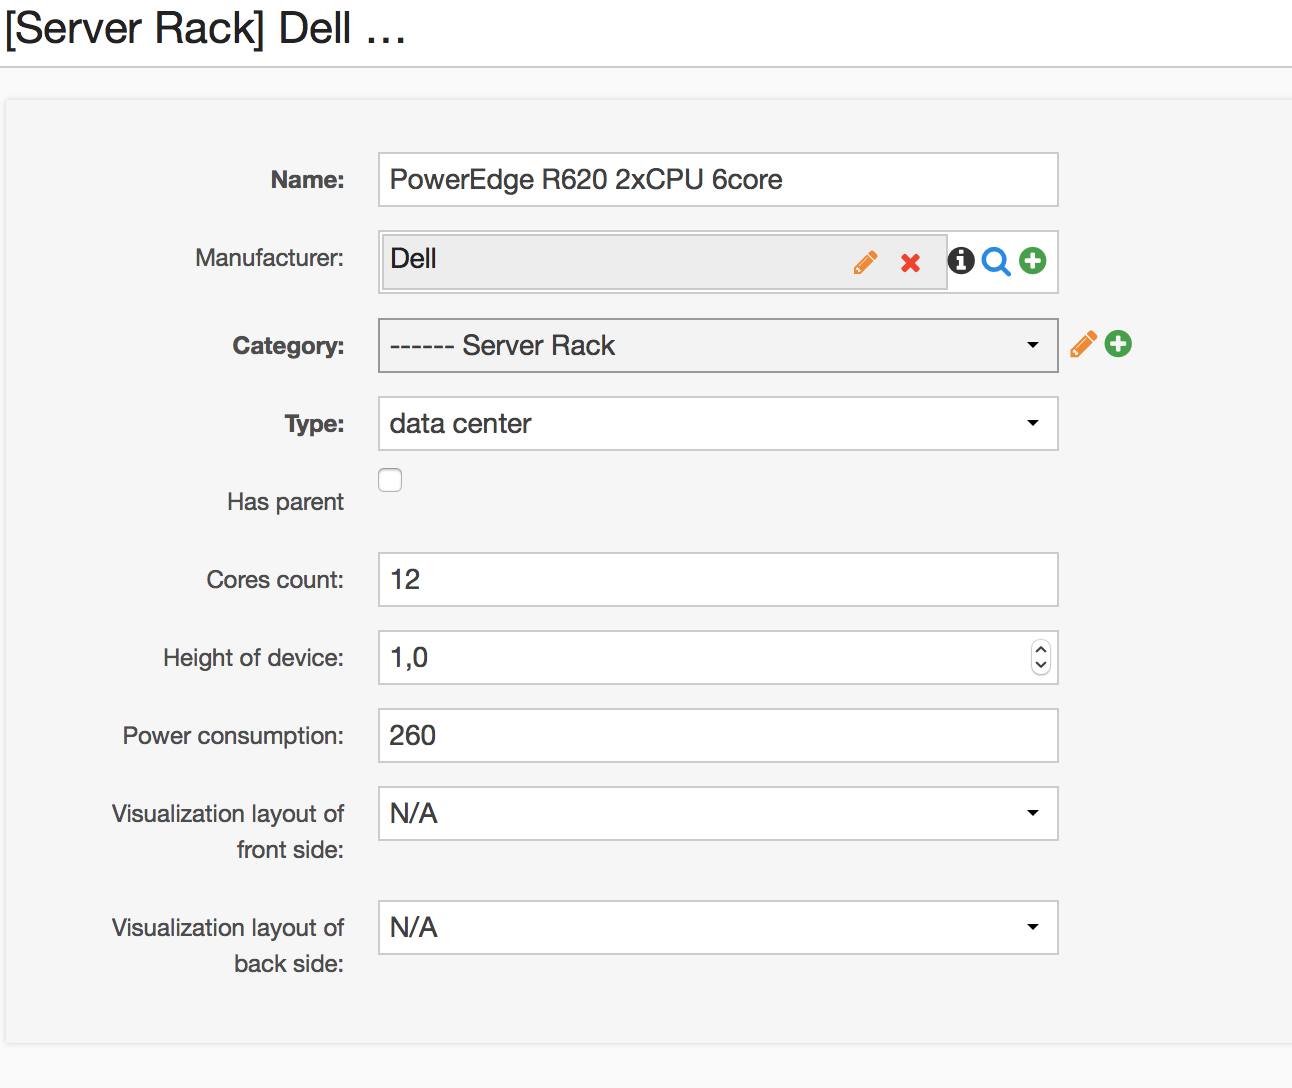 [Server Rack] Dell ...
Name: PowerEdge R620 2xCPU 6core
Manufacturer: Dell
Category: ------ Server Rack
Type: data center
Has parent
Cores count: 12
Height of device: 1,0
Power consumption: 260
Visualization layout of N/A
front side:
Visualization layout of N/A
back side: